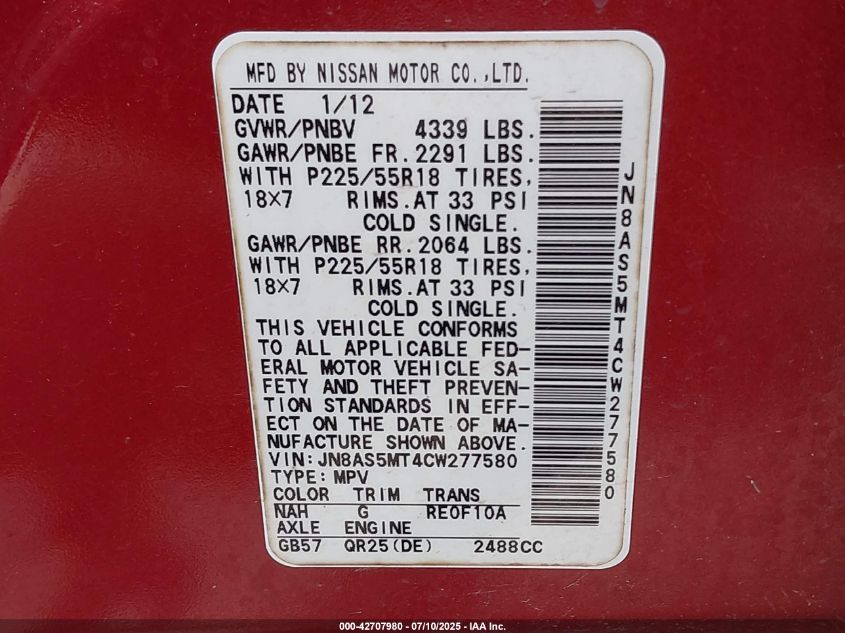 MFD BY NISSAN MOTOR CO.,LTD.
DATE 1/12
GVWR/PNBV 4339 LBS.
GAWR/PNBE FR.2291 LBS.
WITH P225/55R18 TIRES,
18×7 RIMS.AT 33 PSI
COLD SINGLE.
GAWR/PNBE RR.2064 LBS.
WITH P225/55R18 TIRES,
18×7 RIMS.AT 33 PSI
COLD SINGLE.
THIS VEHICLE CONFORMS
TO ALL APPLICABLE FED-
ERAL MOTOR VEHICLE SA-
FETY AND THEFT PREVEN-
TION STANDARDS IN EFF-
ECT ON THE DATE OF MA-
NUFACTURE SHOWN ABOVE.
VIN:JN8AS5MT4CW277580
TYPE:MPV
COLOR TRIM TRANS
NAH G RE0F10A
AXLE ENGINE
GB57 QR25(DE) 2488CC
JN8AS5MT4CW277580
000-42707980 - 07/10/2025 - IAA Inc.